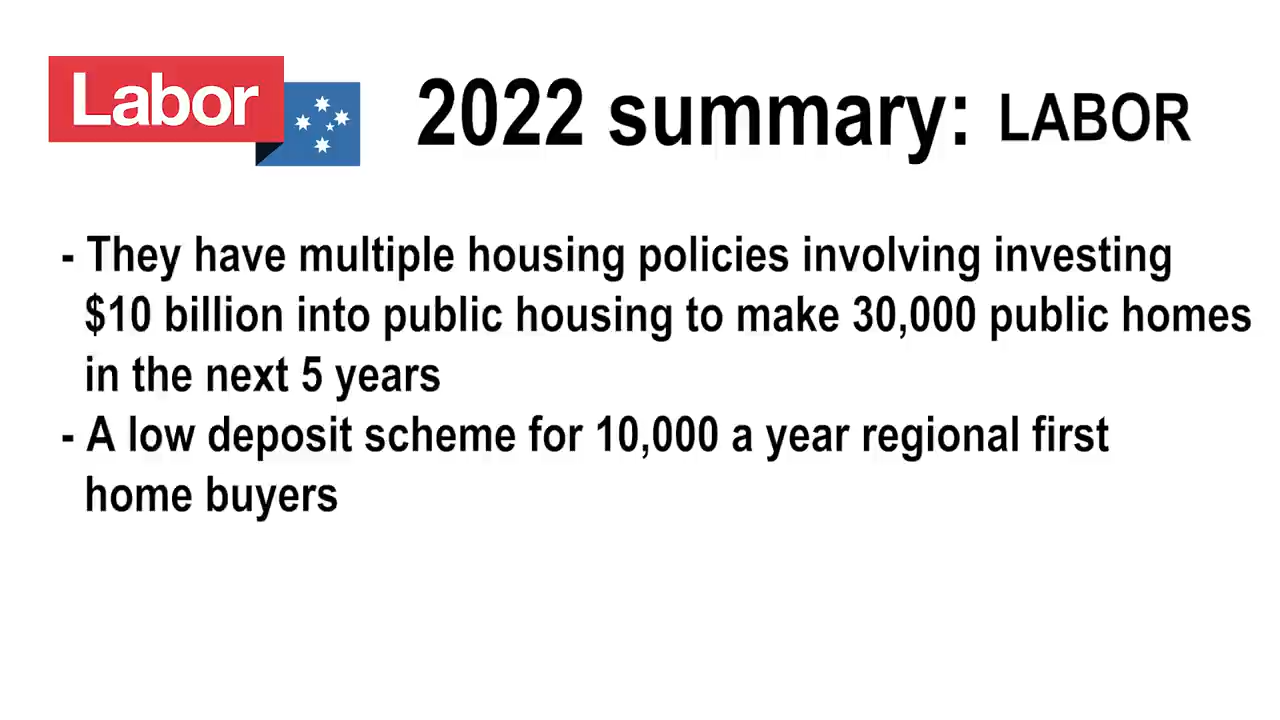 Labor
2022 summary: LABOR
- They have multiple housing policies involving investing
$10 billion into public housing to make 30,000 public homes
in the next 5 years
- A low deposit scheme for 10,000 a year regional first
home buyers